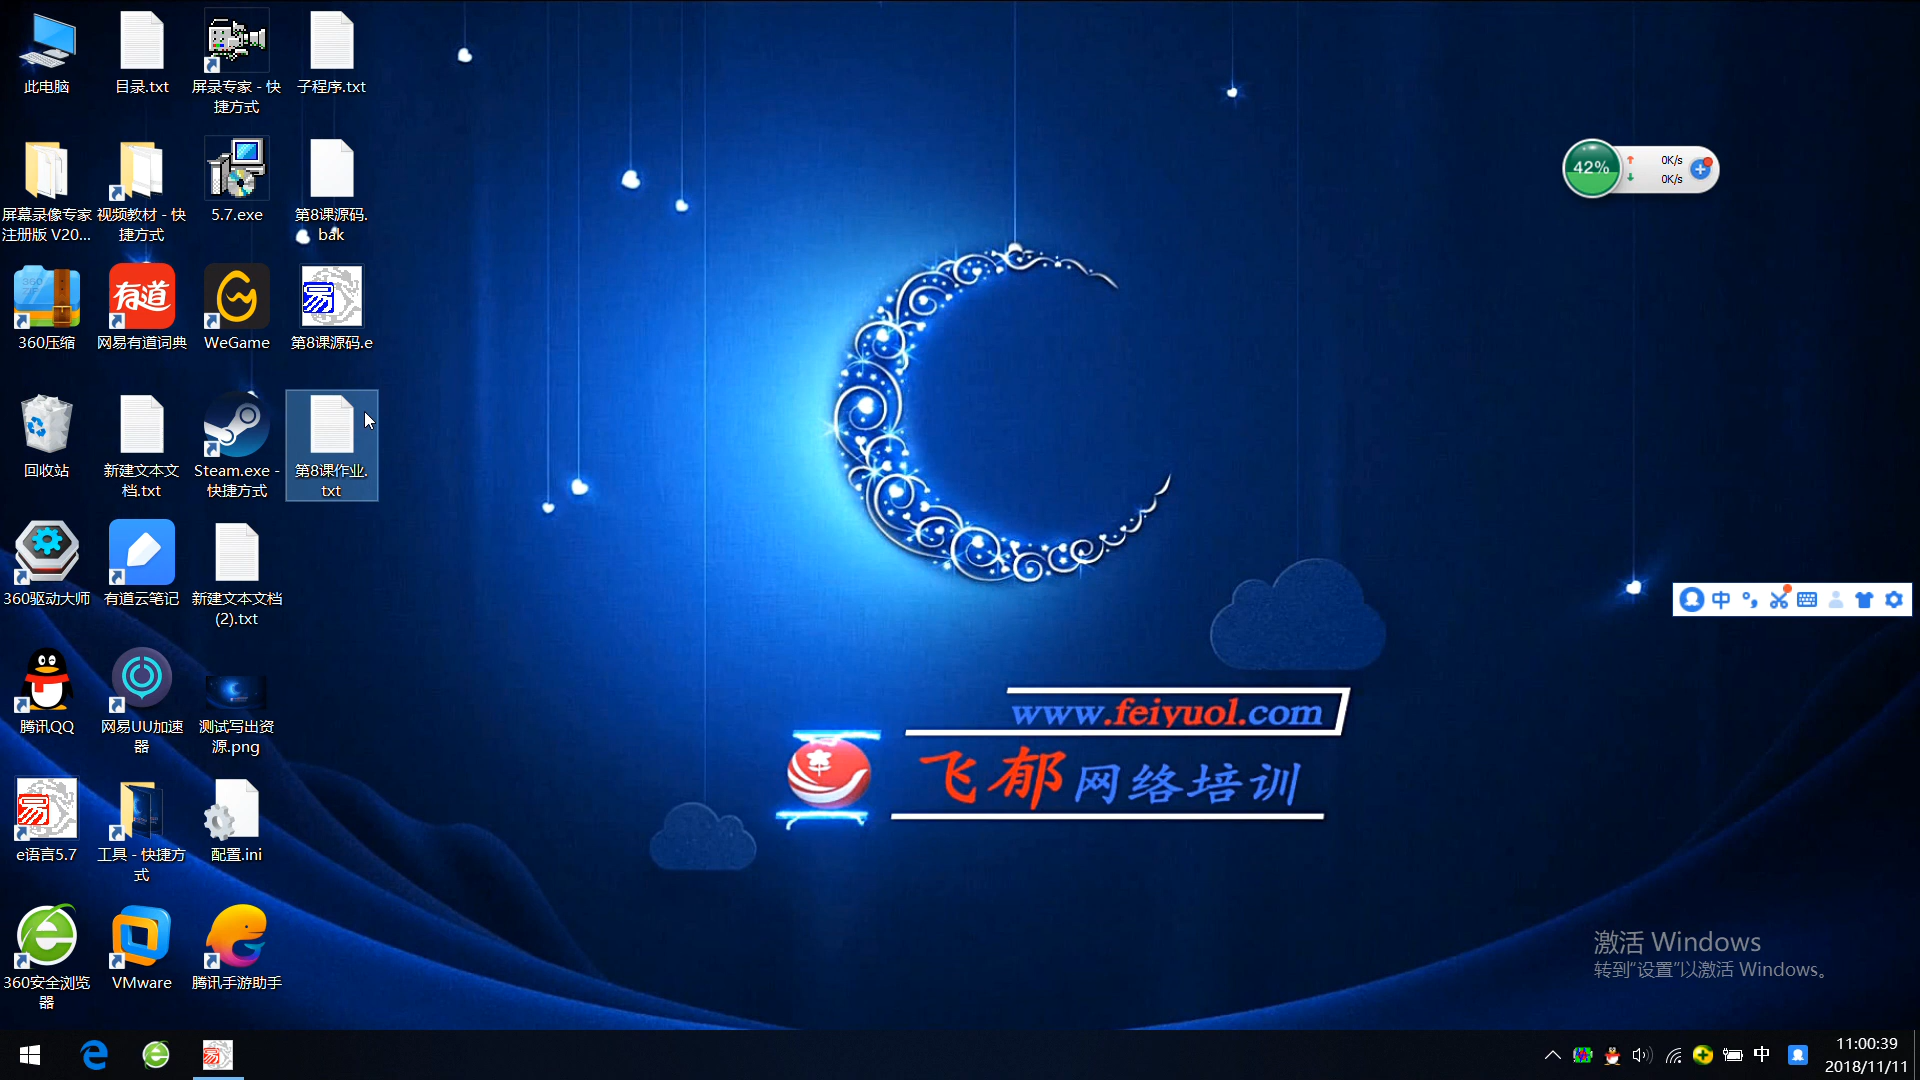 此电脑
目录.txt
屏录专家 - 快
捷方式
子程序.txt
屏幕录像专家
注册版 V20...
视频教材 - 快
捷方式
5.7.exe
第8课源码.
bak
360压缩
网易有道词典
有道
WeGame
第8课源码.e
回收站
新建文本文
档.txt
Steam.exe -
快捷方式
第8课作业.
txt
360驱动大师
有道云笔记
新建文本文档
(2).txt
腾讯QQ
网易UU加速
器
测试写出资
源.png
e语言5.7
工具 - 快捷方
式
配置.ini
360安全浏览
器
VMware
腾讯手游助手
42%
0K/s
0K/s
中
www.feiyuol.com
飞郁网络培训
激活 Windows
转到“设置”以激活 Windows。
中
11:00:39
2018/11/11